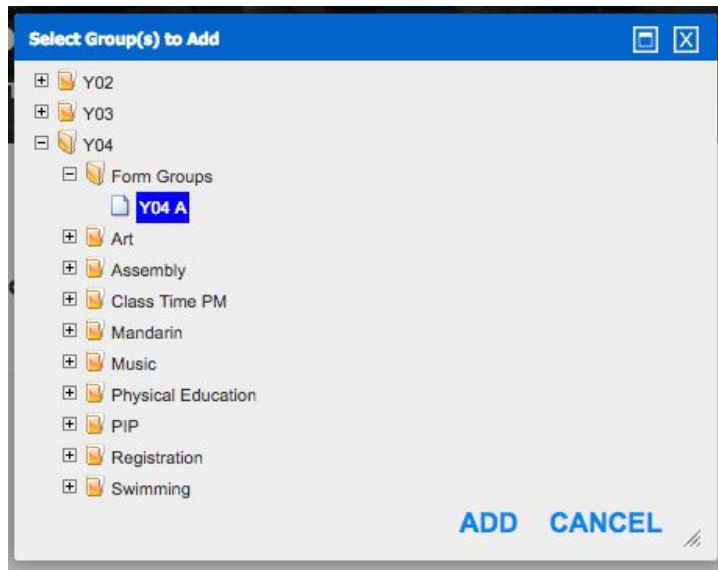 Select Group(s) to Add
Y02
Y03
Y04
Form Groups
Y04 A
Art
Assembly
Class Time PM
Mandarin
Music
Physical Education
PIP
Registration
Swimming
ADD CANCEL